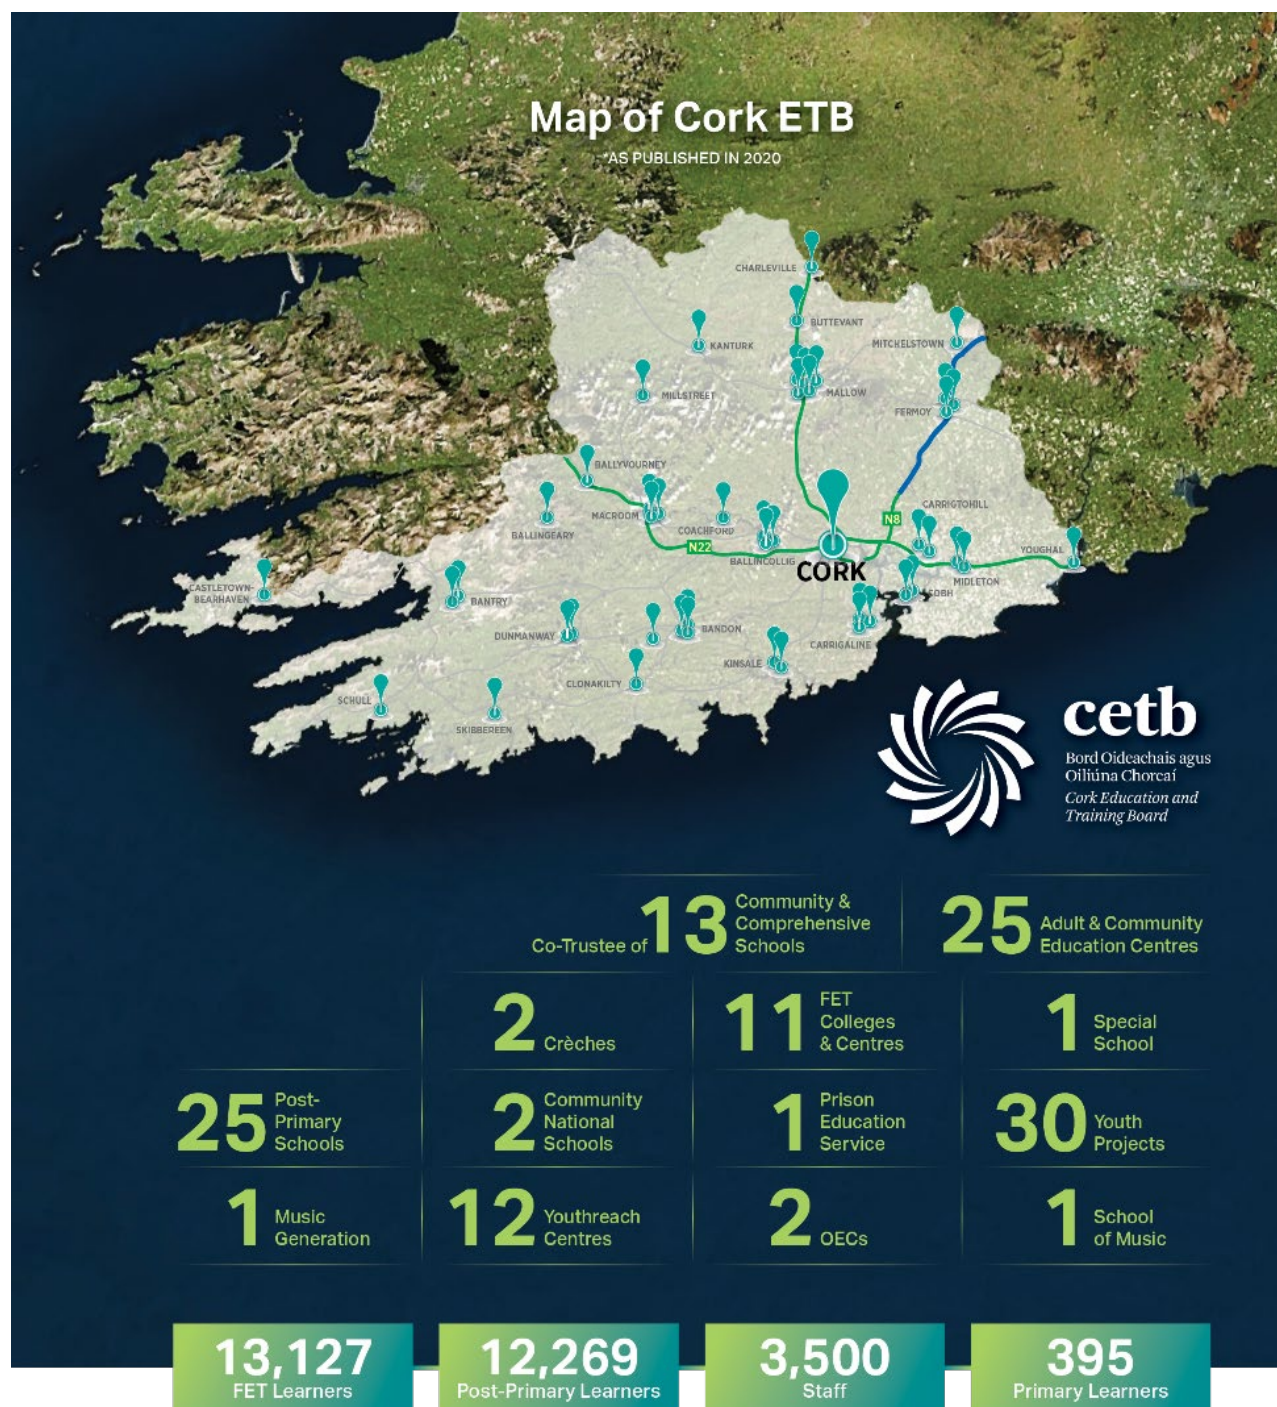 Map of Cork ETB
*AS PUBLISHED IN 2020
CHARLEVILLE
BUTTEVANT
KANTURK
MITCHELSTOWN
MILLSTREET
MALLOW
FERMOY
BALLYVOURNEY
MACROOM
COACHFORD
CARRIGTOHILL
N8
BALLINGEARY
N22
BALLINCOLLIG
CORK
YOUGHAL
MIDLETON
CASTLETOWN-
BEARHAVEN
BANTRY
COBH
DUNMANWAY
BANDON
CARRIGALINE
KINSALE
CLONAKILTY
SCHULL
SKIBBEREEN
cetb
Bord Oideachais agus
Oiliúna Chorcaí
Cork Education and
Training Board
Co-Trustee of 13 Community &
Comprehensive
Schools
25 Adult & Community
Education Centres
2 Crèches
11 FET
Colleges
& Centres
1 Special
School
25 Post-
Primary
Schools
2 Community
National
Schools
1 Prison
Education
Service
30 Youth
Projects
1 Music
Generation
12 Youthreach
Centres
2 OECs
1 School
of Music
13,127
FET Learners
12,269
Post-Primary Learners
3,500
Staff
395
Primary Learners